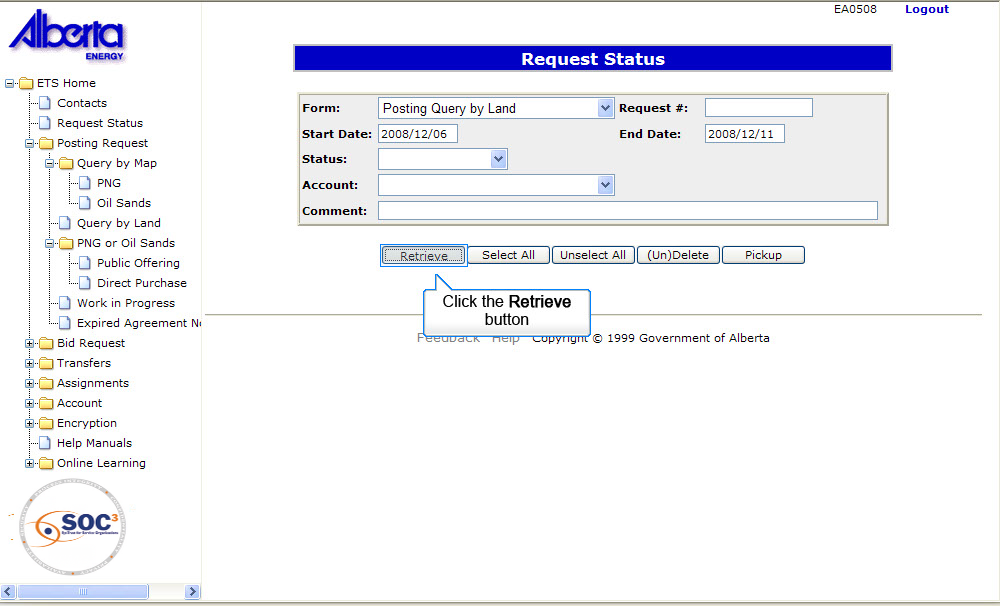 EA0508 Logout
Alberta
ENERGY
ETS Home
Contacts
Request Status
Posting Request
Query by Map
PNG
Oil Sands
Query by Land
PNG or Oil Sands
Public Offering
Direct Purchase
Work in Progress
Expired Agreement No
Bid Request
Transfers
Assignments
Account
Encryption
Help Manuals
Online Learning
SOC3
Request Status
Form: Posting Query by Land Request #:
Start Date: 2008/12/06 End Date: 2008/12/11
Status:
Account:
Comment:
Retrieve Select All Unselect All (Un)Delete Pickup
Click the Retrieve
button
Feedback Help Copyright © 1999 Government of Alberta